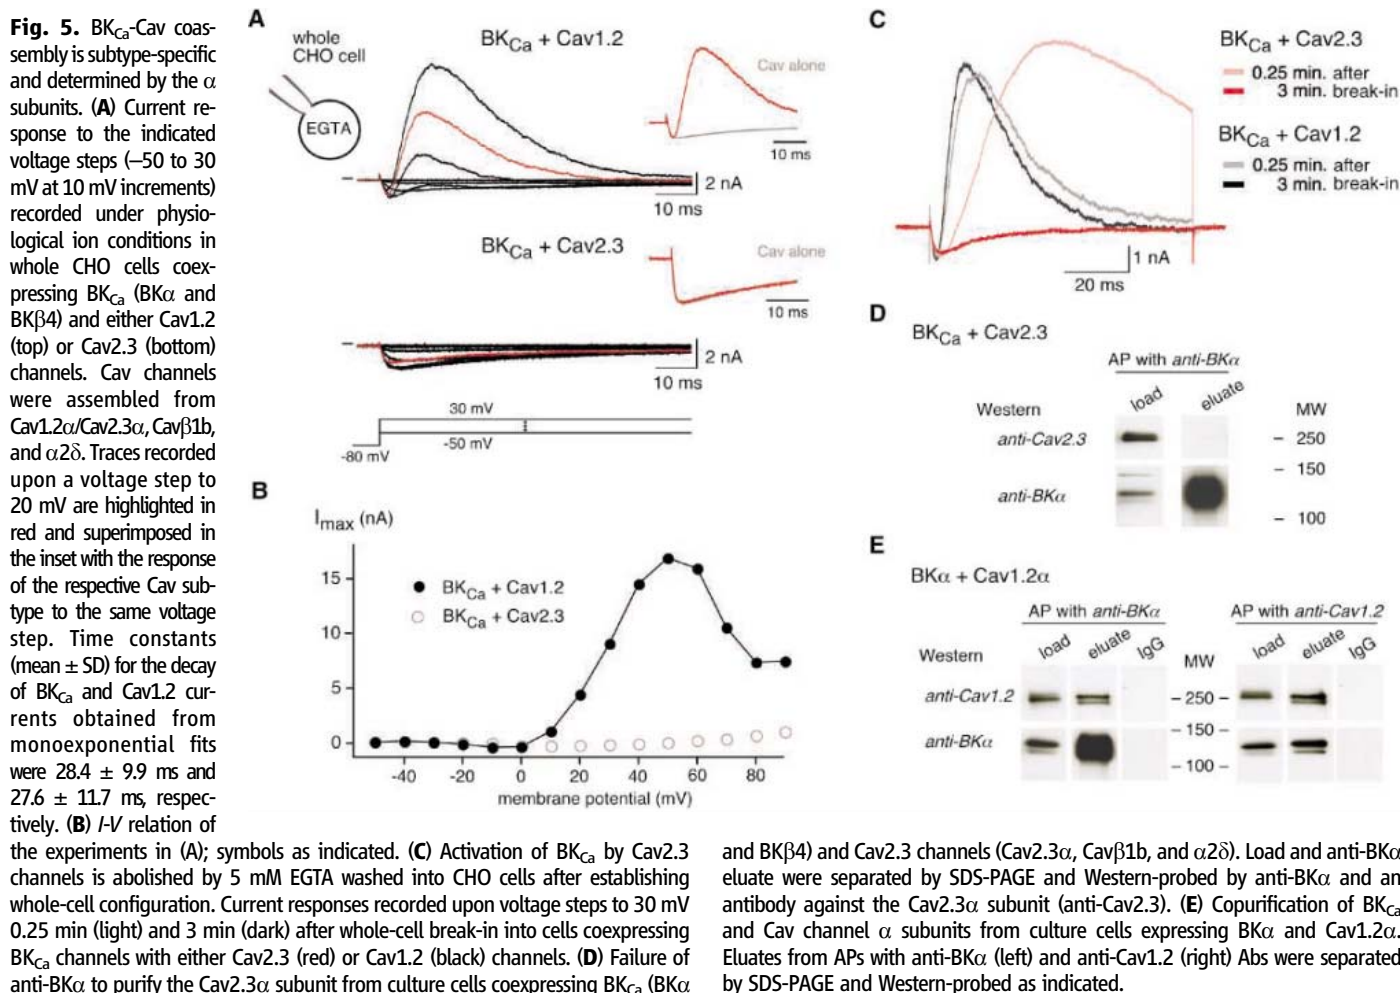 Fig. 5. BKCa-Cav coas-
sembly is subtype-specific
and determined by the α
subunits. (A) Current re-
sponse to the indicated
voltage steps (–50 to 30
mV at 10 mV increments)
recorded under physio-
logical ion conditions in
whole CHO cells coex-
pressing BKCa (BKα and
BKβ4) and either Cav1.2
(top) or Cav2.3 (bottom)
channels. Cav channels
were assembled from
Cav1.2α/Cav2.3α, Cavβ1b,
and α2δ. Traces recorded
upon a voltage step to
20 mV are highlighted in
red and superimposed in
the inset with the response
of the respective Cav sub-
type to the same voltage
step. Time constants
(mean ± SD) for the decay
of BKCa and Cav1.2 cur-
rents obtained from
monoexponential fits
were 28.4 ± 9.9 ms and
27.6 ± 11.7 ms, respec-
tively. (B) I-V relation of
the experiments in (A); symbols as indicated. (C) Activation of BKCa by Cav2.3
channels is abolished by 5 mM EGTA washed into CHO cells after establishing
whole-cell configuration. Current responses recorded upon voltage steps to 30 mV
0.25 min (light) and 3 min (dark) after whole-cell break-in into cells coexpressing
BKCa channels with either Cav2.3 (red) or Cav1.2 (black) channels. (D) Failure of
anti-BKα to purify the Cav2.3α subunit from culture cells coexpressing BKCa (BKα
and BKβ4) and Cav2.3 channels (Cav2.3α, Cavβ1b, and α2δ). Load and anti-BKα
eluate were separated by SDS-PAGE and Western-probed by anti-BKα and an
antibody against the Cav2.3α subunit (anti-Cav2.3). (E) Copurification of BKCa
and Cav channel α subunits from culture cells expressing BKα and Cav1.2α.
Eluates from APs with anti-BKα (left) and anti-Cav1.2 (right) Abs were separated
by SDS-PAGE and Western-probed as indicated.
A
whole
CHO cell
EGTA
BKCa + Cav1.2
Cav alone
10 ms
2 nA
10 ms
BKCa + Cav2.3
Cav alone
10 ms
2 nA
10 ms
30 mV
-50 mV
-80 mV
B
Imax (nA)
15
10
5
0
BKCa + Cav1.2
BKCa + Cav2.3
-40 -20 0 20 40 60 80
membrane potential (mV)
C
BKCa + Cav2.3
0.25 min. after
3 min. break-in
BKCa + Cav1.2
0.25 min. after
3 min. break-in
1 nA
20 ms
D
BKCa + Cav2.3
AP with anti-BKα
load eluate
Western MW
anti-Cav2.3 – 250
– 150
anti-BKα
– 100
E
BKα + Cav1.2α
AP with anti-BKα AP with anti-Cav1.2
load eluate IgG load eluate IgG
Western MW
anti-Cav1.2 – 250 –
– 150 –
anti-BKα
– 100 –